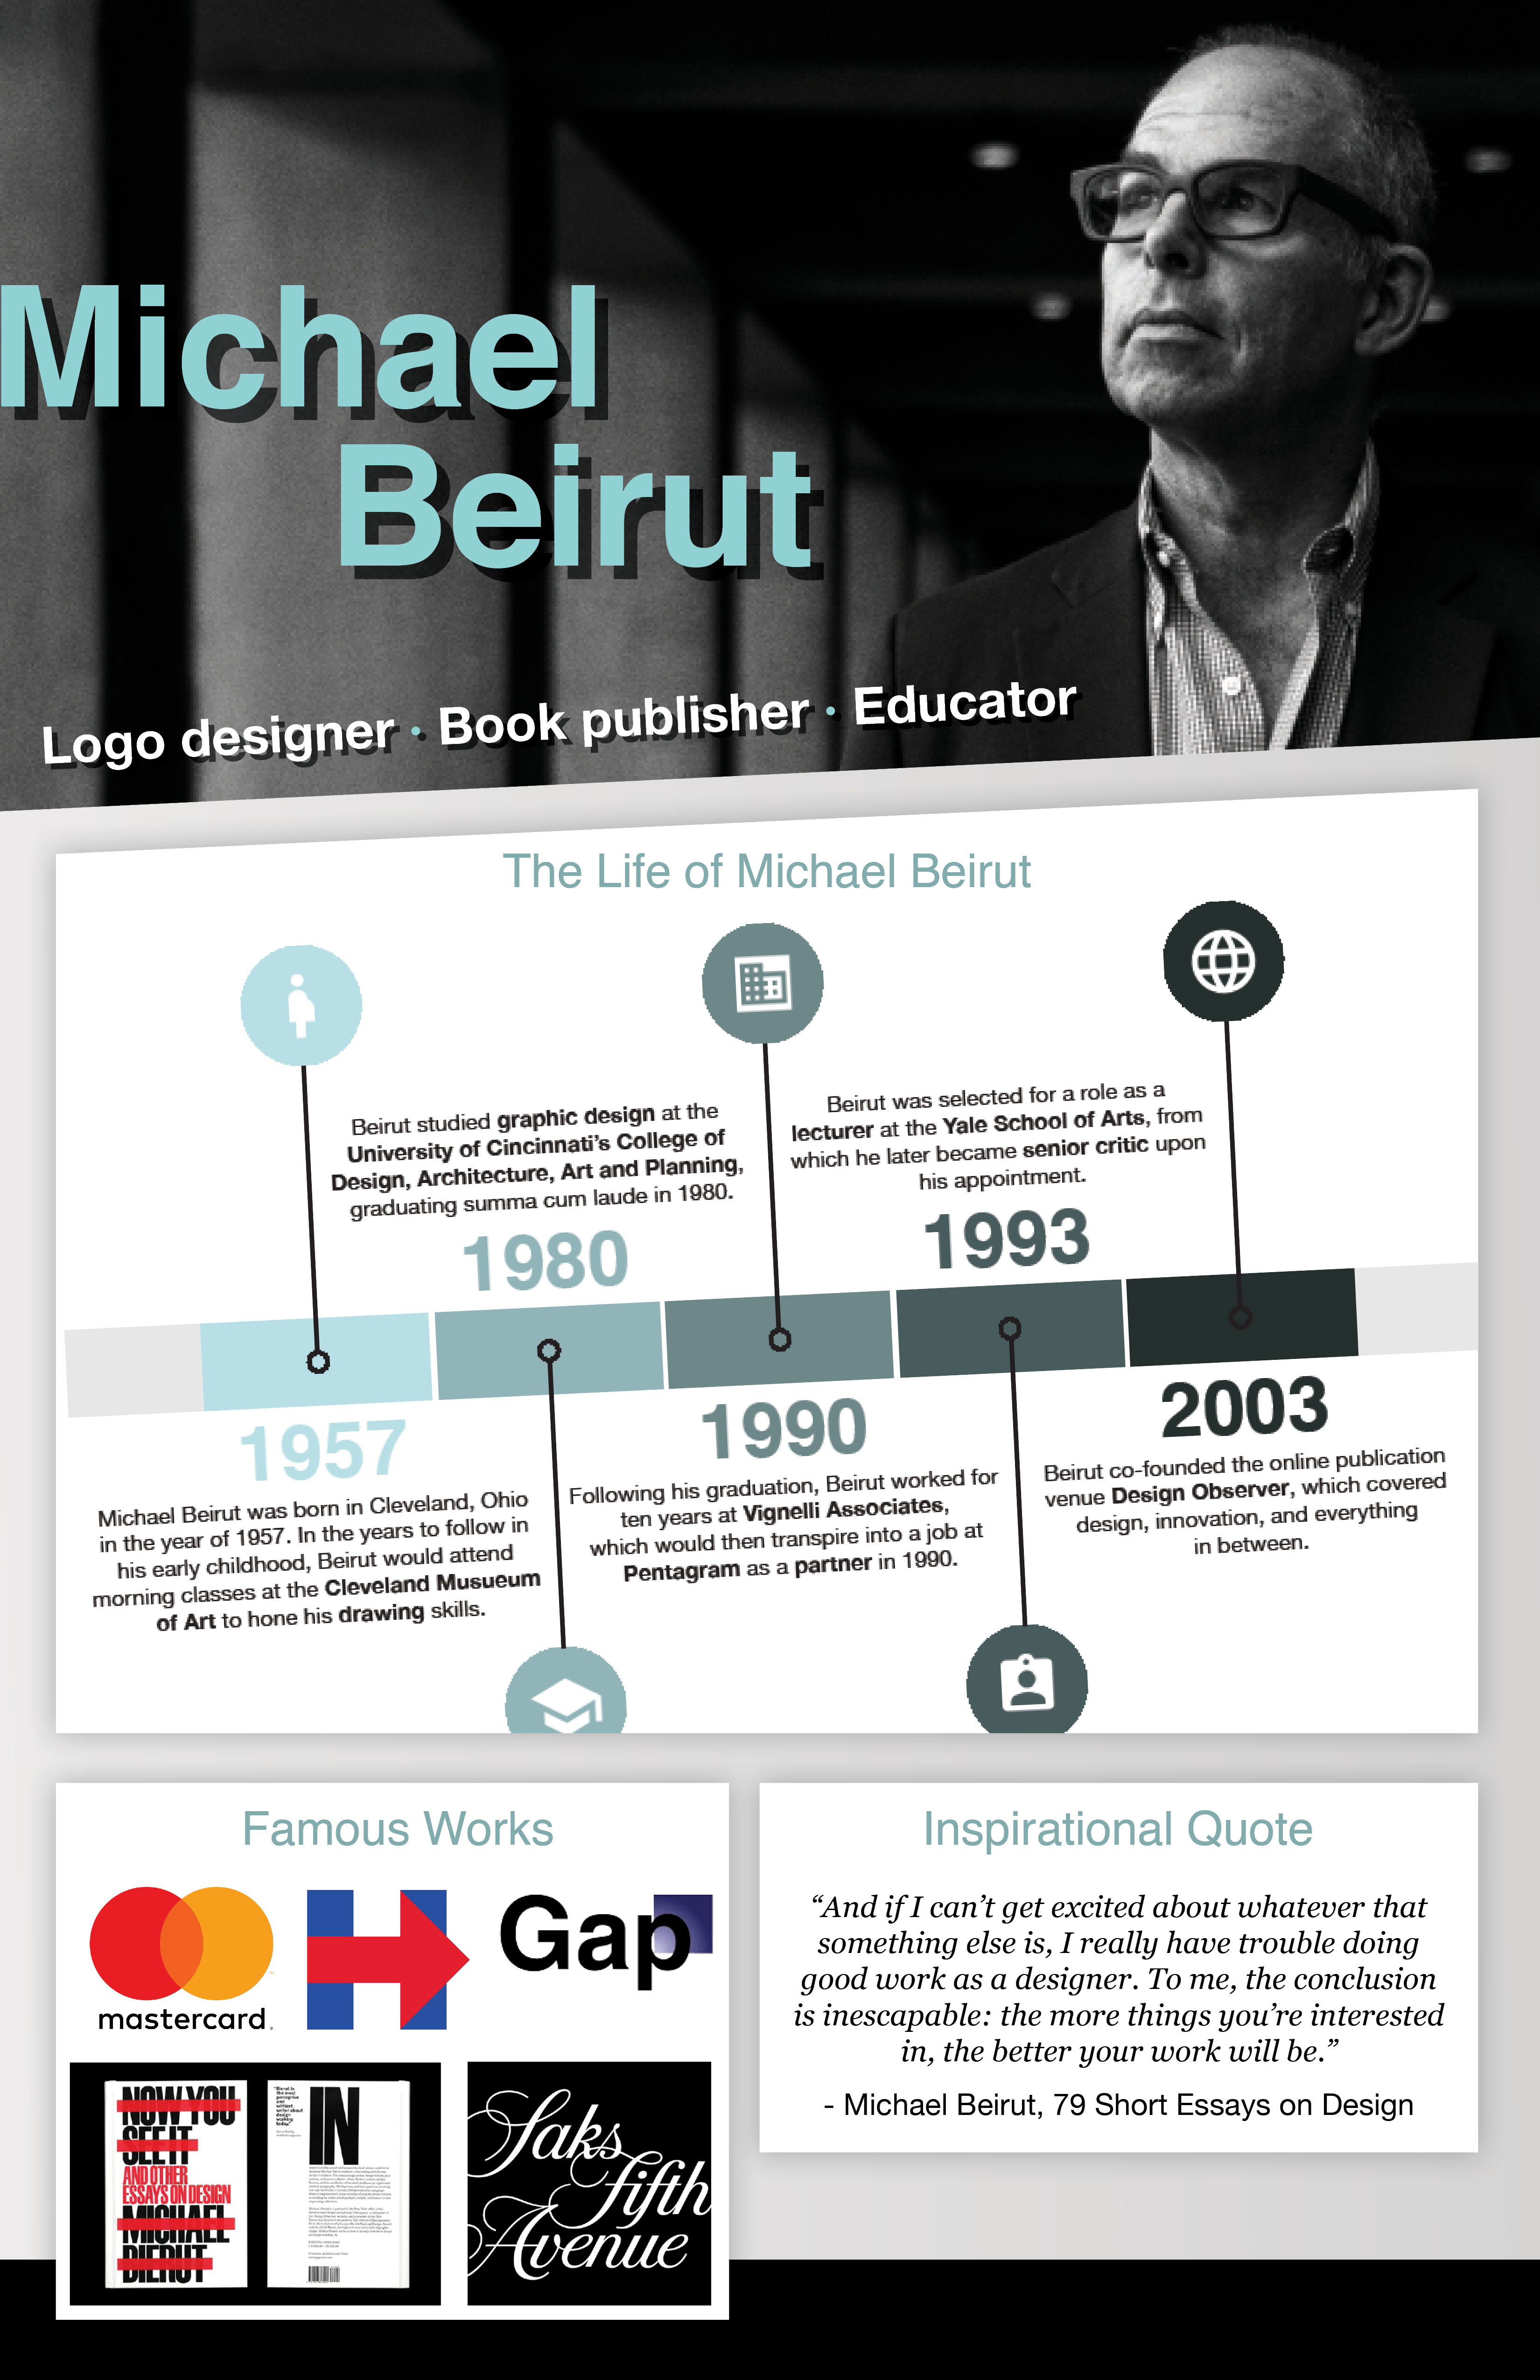 Michael
Beirut
Logo designer · Book publisher · Educator
The Life of Michael Beirut
Beirut studied graphic design at the
University of Cincinnati's College of
Design, Architecture, Art and Planning,
graduating summa cum laude in 1980.
1980
Beirut was selected for a role as a
lecturer at the Yale School of Arts, from
which he later became senior critic upon
his appointment.
1993
1957
Michael Beirut was born in Cleveland, Ohio
in the year of 1957. In the years to follow in
his early childhood, Beirut would attend
morning classes at the Cleveland Musueum
of Art to hone his drawing skills.
1990
Following his graduation, Beirut worked for
ten years at Vignelli Associates,
which would then transpire into a job at
Pentagram as a partner in 1990.
2003
Beirut co-founded the online publication
venue Design Observer, which covered
design, innovation, and everything
in between.
Famous Works
mastercard.
H
Gap
NOW YOU
SEE IT
AND OTHER
ESSAYS ON DESIGN
MICHAEL
BIERUT
IN
Saks
fifth
Avenue
Inspirational Quote
“And if I can’t get excited about whatever that
something else is, I really have trouble doing
good work as a designer. To me, the conclusion
is inescapable: the more things you’re interested
in, the better your work will be.”
- Michael Beirut, 79 Short Essays on Design